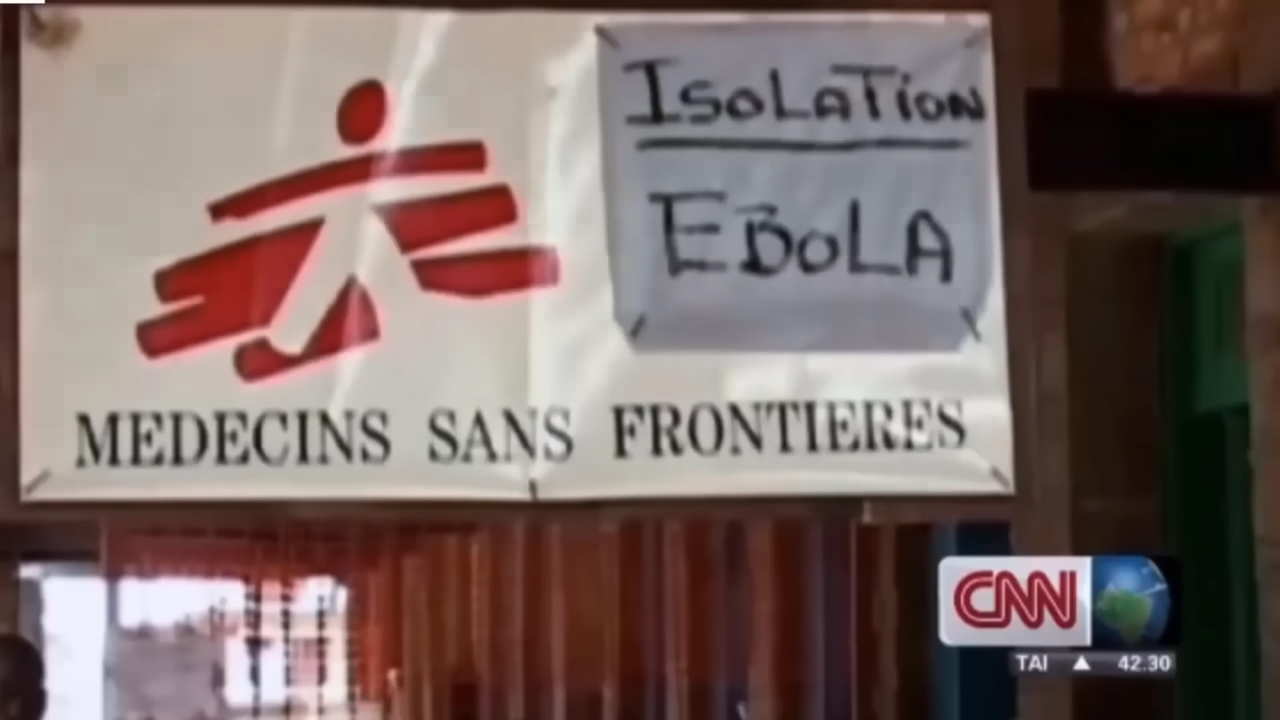 ISOLATION
EBOLA
MEDECINS SANS FRONTIERES
CNN
TAI ▲ 42.30